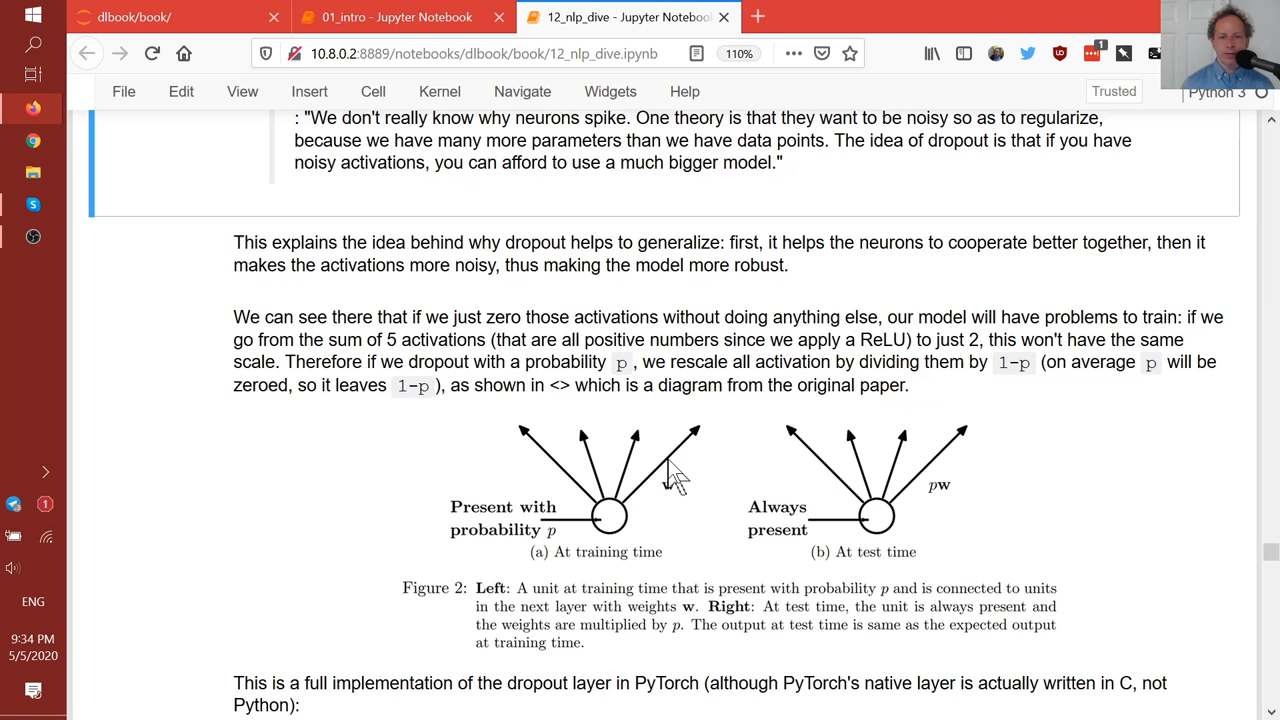 dlbook/book/
01_intro - Jupyter Notebook
12_nlp_dive - Jupyter Notebook
10.8.0.2:8889/notebooks/dlbook/book/12_nlp_dive.ipynb
110%
1
File Edit View Insert Cell Kernel Navigate Widgets Help
Trusted
Python 3
: "We don't really know why neurons spike. One theory is that they want to be noisy so as to regularize,
because we have many more parameters than we have data points. The idea of dropout is that if you have
noisy activations, you can afford to use a much bigger model."
This explains the idea behind why dropout helps to generalize: first, it helps the neurons to cooperate better together, then it
makes the activations more noisy, thus making the model more robust.
We can see there that if we just zero those activations without doing anything else, our model will have problems to train: if we
go from the sum of 5 activations (that are all positive numbers since we apply a ReLU) to just 2, this won't have the same
scale. Therefore if we dropout with a probability p , we rescale all activation by dividing them by 1-p (on average p will be
zeroed, so it leaves 1-p ), as shown in <> which is a diagram from the original paper.
Present with
probability p
(a) At training time
Always
present
pw
(b) At test time
Figure 2: Left: A unit at training time that is present with probability p and is connected to units
in the next layer with weights w. Right: At test time, the unit is always present and
the weights are multiplied by p. The output at test time is same as the expected output
at training time.
This is a full implementation of the dropout layer in PyTorch (although PyTorch's native layer is actually written in C, not
Python):
1
ENG
9:34 PM
5/5/2020